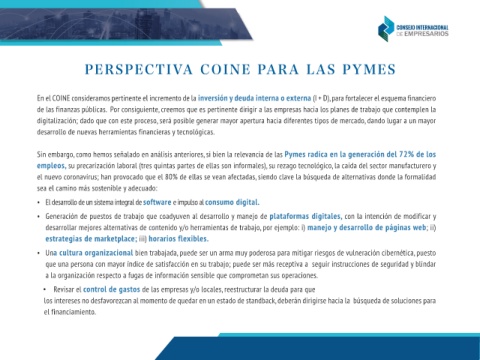 CONSEJO INTERNACIONAL
DE EMPRESARIOS
PERSPECTIVA COINE PARA LAS PYMES
En el COINE consideramos pertinente el incremento de la inversión y deuda interna o externa (I + D), para fortalecer el esquema financiero
de las finanzas públicas. Por consiguiente, creemos que es pertinente dirigir a las empresas hacia los planes de trabajo que contemplen la
digitalización; dado que con este proceso, será posible generar mayor apertura hacia diferentes tipos de mercado, dando lugar a un mayor
desarrollo de nuevas herramientas financieras y tecnológicas.
Sin embargo, como hemos señalado en análisis anteriores, si bien la relevancia de las Pymes radica en la generación del 72% de los
empleos, su precarización laboral (tres quintas partes de ellas son informales), su rezago tecnológico, la caída del sector manufacturero y
el nuevo coronavirus; han provocado que el 80% de ellas se vean afectadas, siendo clave la búsqueda de alternativas donde la formalidad
sea el camino más sostenible y adecuado:
• El desarrollo de un sistema integral de software e impulso al consumo digital.
• Generación de puestos de trabajo que coadyuven al desarrollo y manejo de plataformas digitales, con la intención de modificar y
desarrollar mejores alternativas de contenido y/o herramientas de trabajo, por ejemplo: i) manejo y desarrollo de páginas web; ii)
estrategias de marketplace; iii) horarios flexibles.
• Una cultura organizacional bien trabajada, puede ser un arma muy poderosa para mitigar riesgos de vulneración cibernética, puesto
que una persona con mayor índice de satisfacción en su trabajo; puede ser más receptiva a seguir instrucciones de seguridad y blindar
a la organización respecto a fugas de información sensible que comprometan sus operaciones.
• Revisar el control de gastos de las empresas y/o locales, reestructurar la deuda para que
los intereses no desfavorezcan al momento de quedar en un estado de standback, deberán dirigirse hacia la búsqueda de soluciones para
el financiamiento.